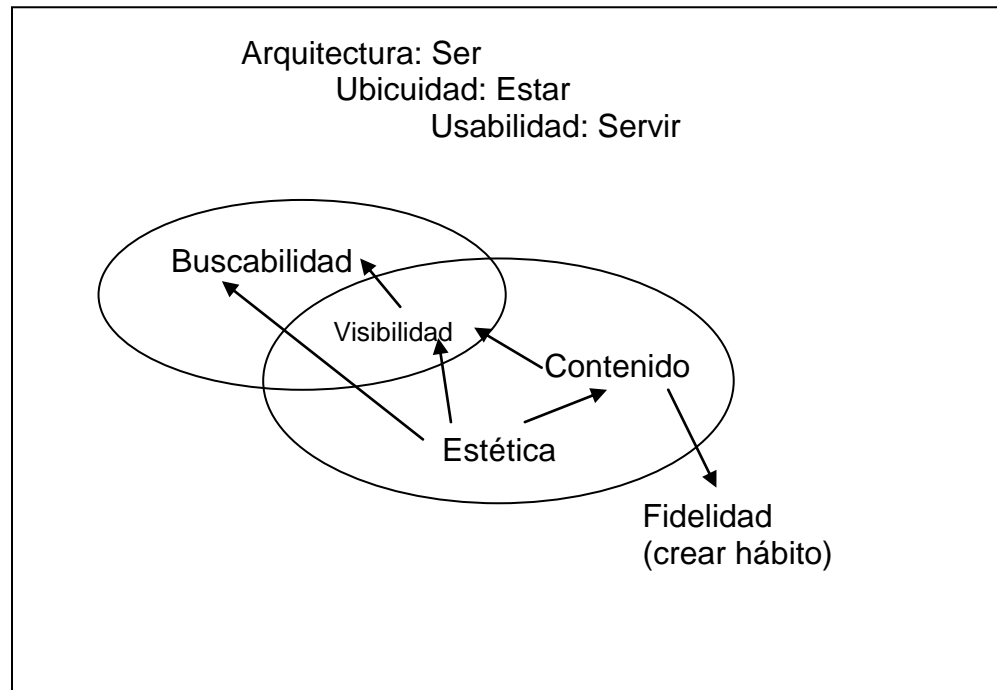 Arquitectura: Ser
Ubicuidad: Estar
Usabilidad: Servir
Buscabilidad
Visibilidad
Contenido
Estética
Fidelidad
(crear hábito)